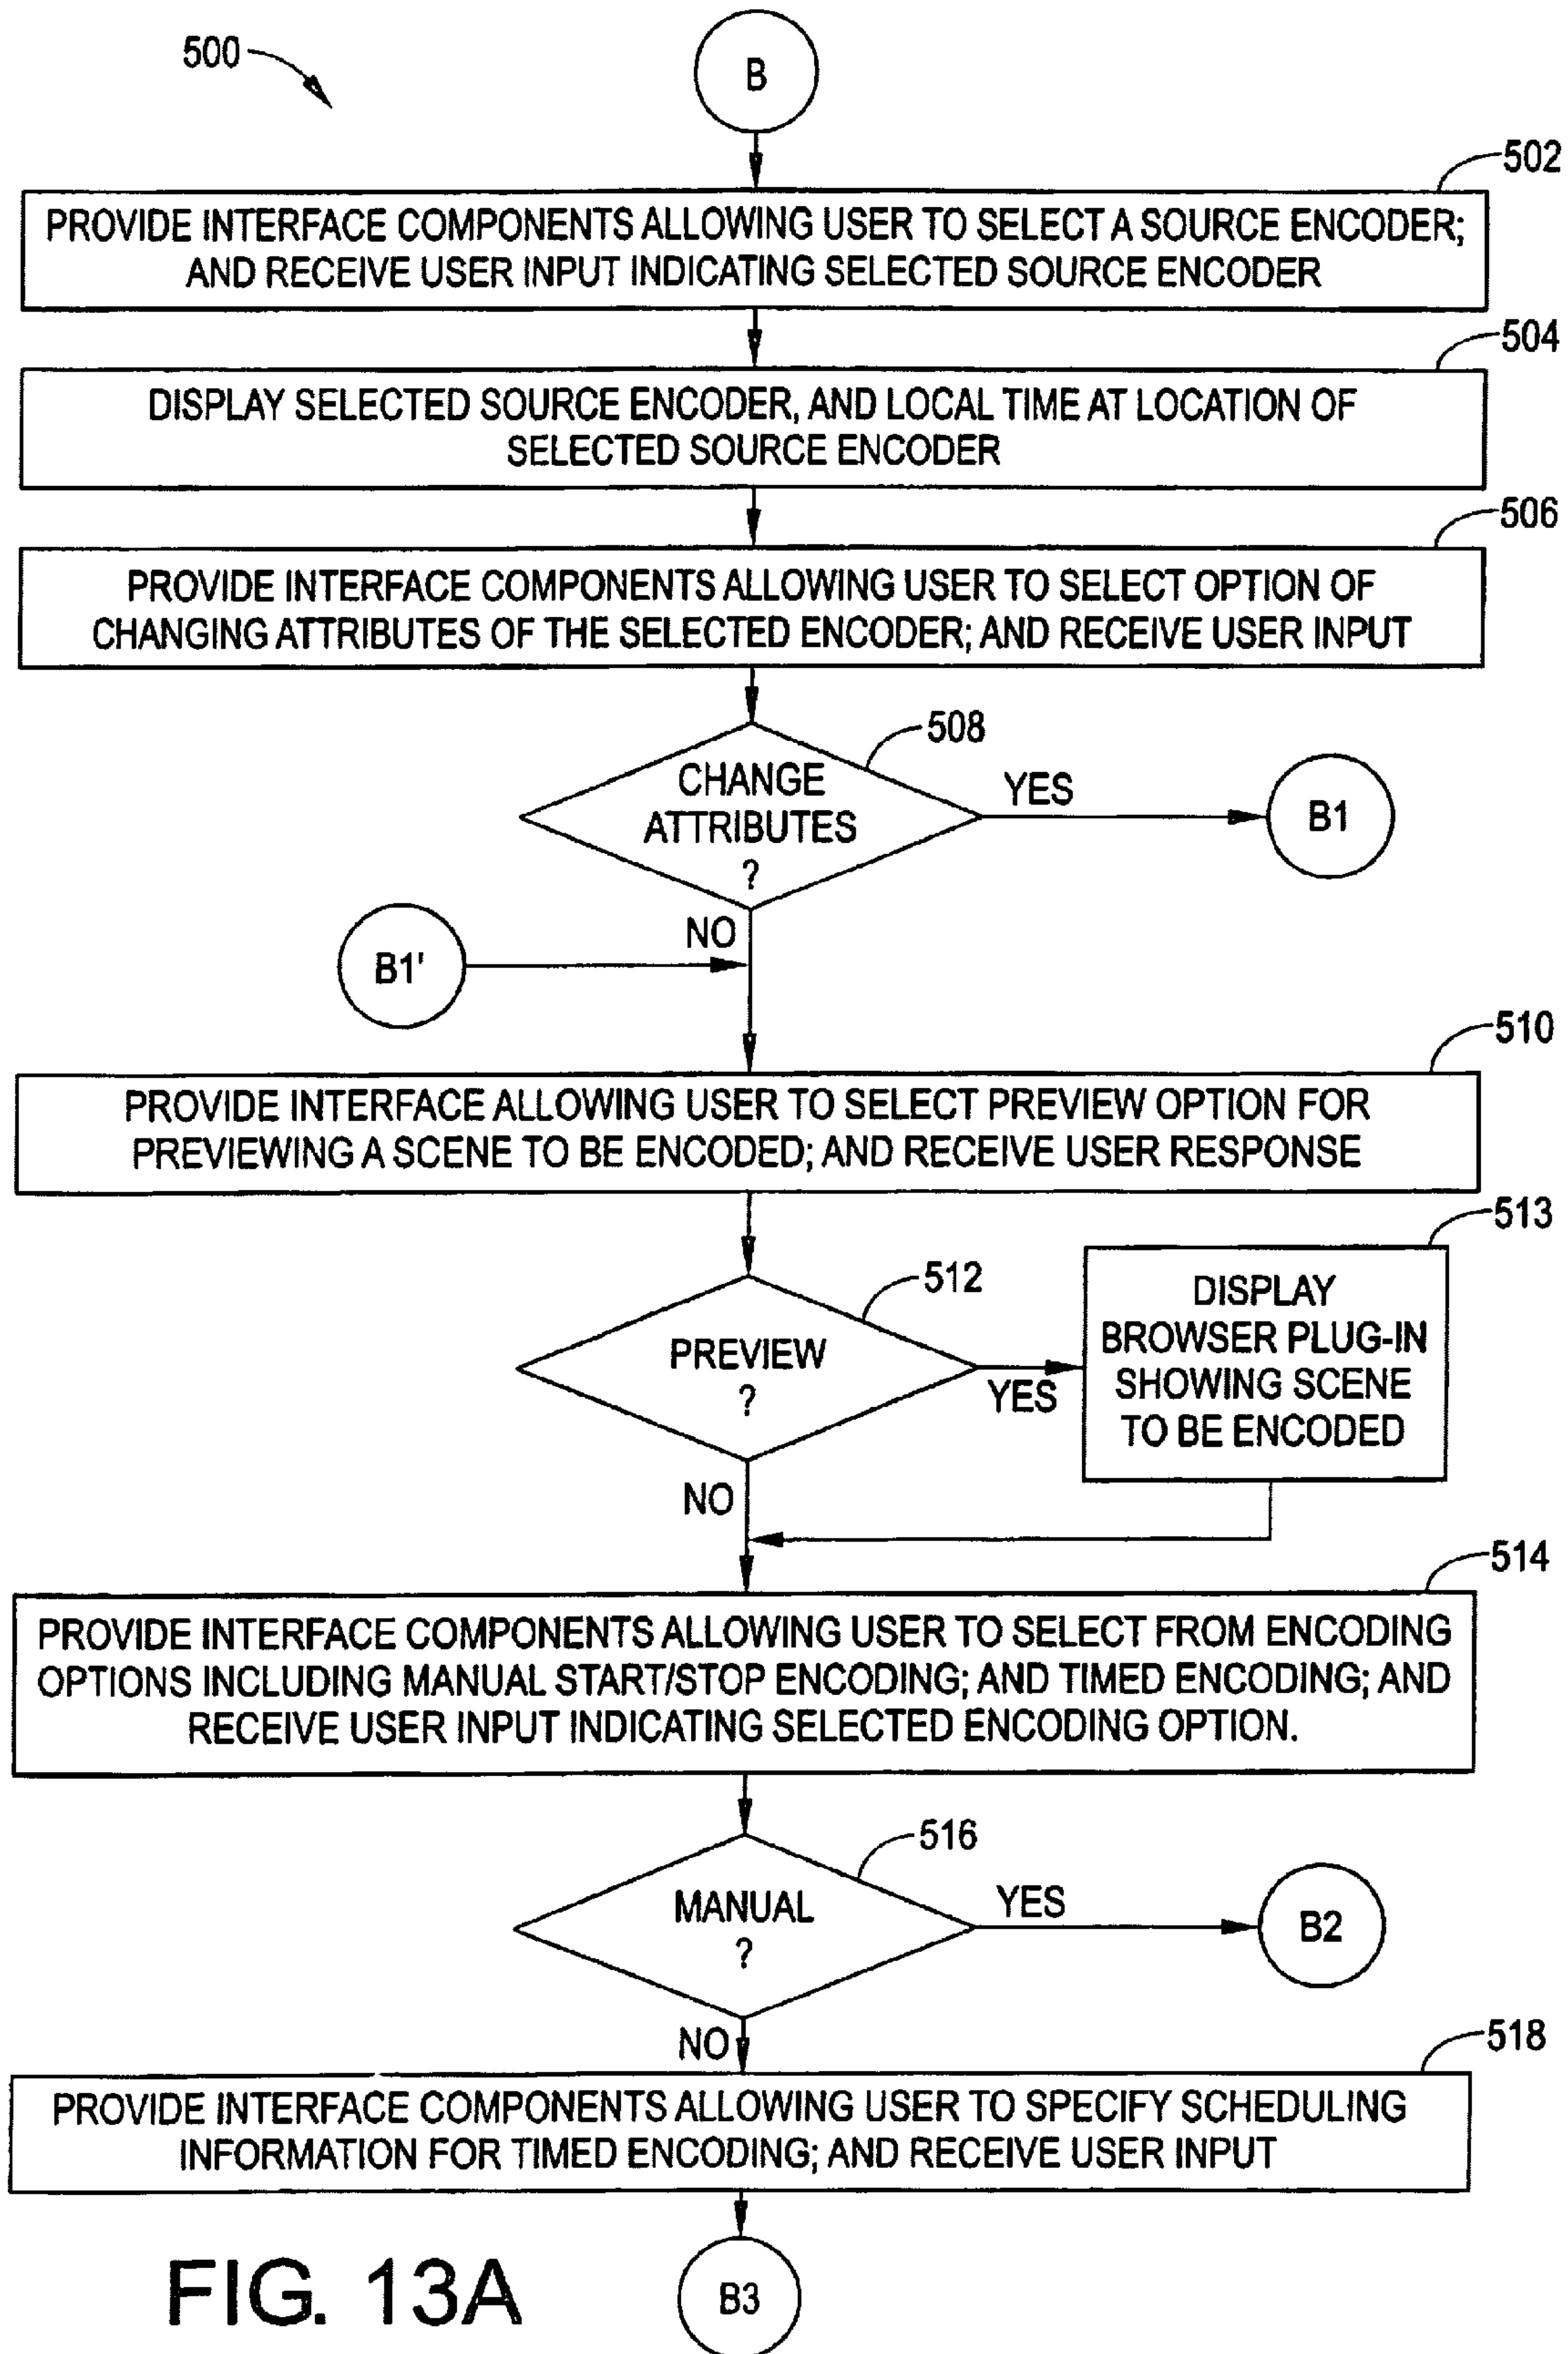 500
B
502
PROVIDE INTERFACE COMPONENTS ALLOWING USER TO SELECT A SOURCE ENCODER;
AND RECEIVE USER INPUT INDICATING SELECTED SOURCE ENCODER
504
DISPLAY SELECTED SOURCE ENCODER, AND LOCAL TIME AT LOCATION OF
SELECTED SOURCE ENCODER
506
PROVIDE INTERFACE COMPONENTS ALLOWING USER TO SELECT OPTION OF
CHANGING ATTRIBUTES OF THE SELECTED ENCODER; AND RECEIVE USER INPUT
508
CHANGE
ATTRIBUTES
?
YES
B1
NO
B1'
510
PROVIDE INTERFACE ALLOWING USER TO SELECT PREVIEW OPTION FOR
PREVIEWING A SCENE TO BE ENCODED; AND RECEIVE USER RESPONSE
512
PREVIEW
?
YES
513
DISPLAY
BROWSER PLUG-IN
SHOWING SCENE
TO BE ENCODED
NO
514
PROVIDE INTERFACE COMPONENTS ALLOWING USER TO SELECT FROM ENCODING
OPTIONS INCLUDING MANUAL START/STOP ENCODING; AND TIMED ENCODING; AND
RECEIVE USER INPUT INDICATING SELECTED ENCODING OPTION.
516
MANUAL
?
YES
B2
NO
518
PROVIDE INTERFACE COMPONENTS ALLOWING USER TO SPECIFY SCHEDULING
INFORMATION FOR TIMED ENCODING; AND RECEIVE USER INPUT
B3
FIG. 13A